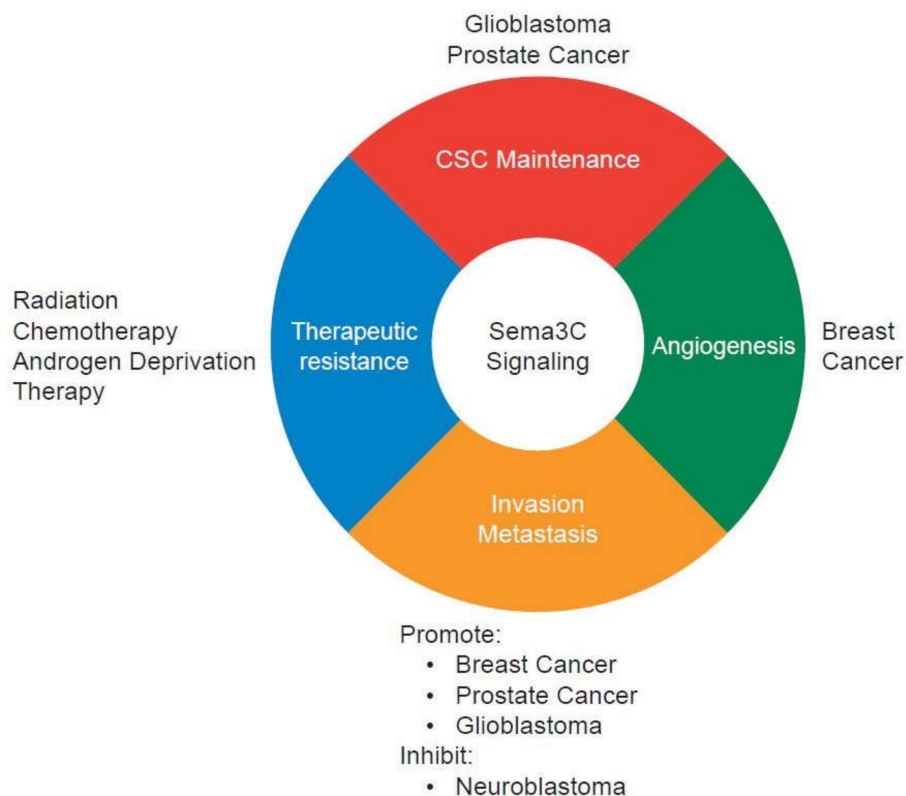 Glioblastoma
Prostate Cancer
CSC Maintenance
Radiation
Chemotherapy
Androgen Deprivation
Therapy
Therapeutic
resistance
Sema3C
Signaling
Angiogenesis
Breast
Cancer
Invasion
Metastasis
Promote:
• Breast Cancer
• Prostate Cancer
• Glioblastoma
Inhibit:
• Neuroblastoma